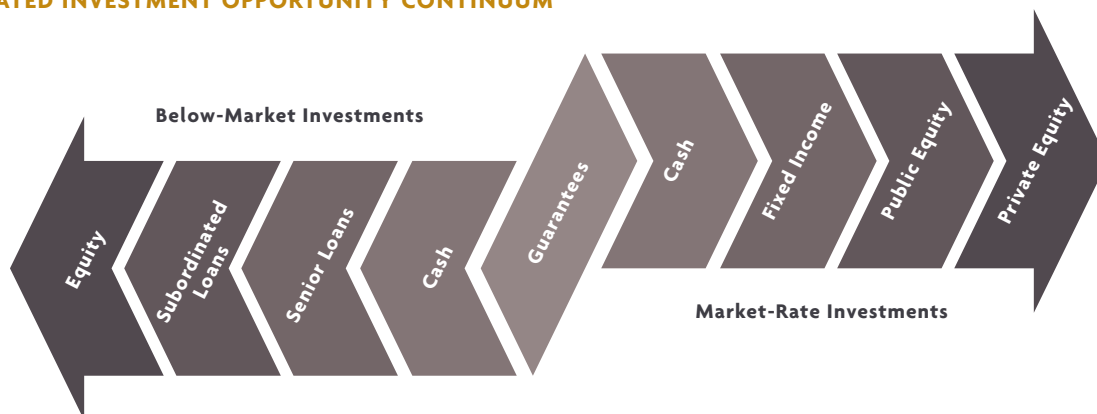 ATED INVESTMENT OPPORTUNITY CONTINUUM
Below-Market Investments
Equity
Subordinated
Loans
Senior Loans
Cash
Guarantees
Cash
Fixed Income
Public Equity
Private Equity
Market-Rate Investments